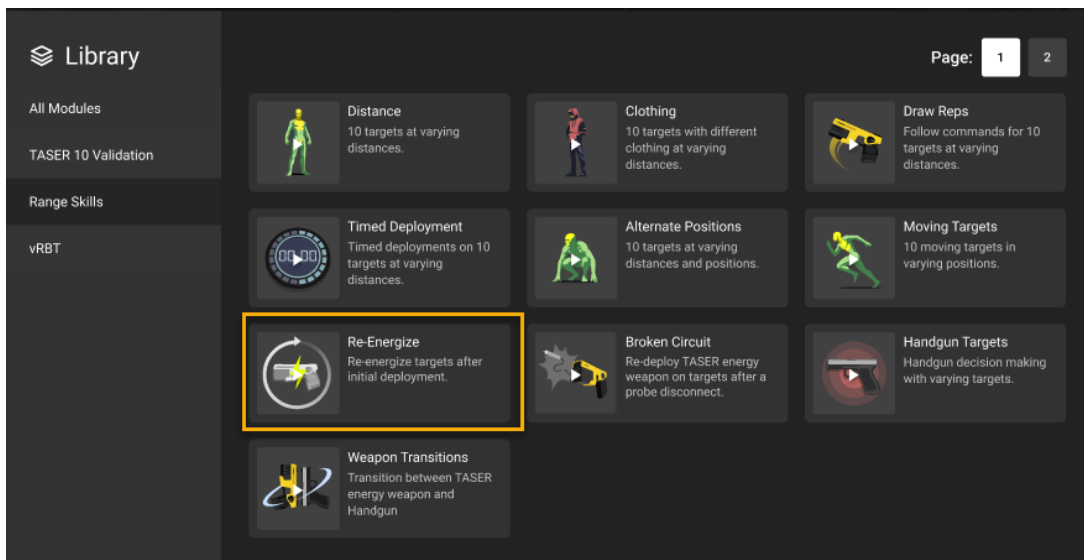 Library
Page: 1 2
All Modules
TASER 10 Validation
Range Skills
vRBT
Distance
10 targets at varying
distances.
Clothing
10 targets with different
clothing at varying
distances.
Draw Reps
Follow commands for 10
targets at varying
distances.
Timed Deployment
Timed deployments on 10
targets at varying
distances.
00:00
Alternate Positions
10 targets at varying
distances and positions.
Moving Targets
10 moving targets in
varying positions.
Re-Energize
Re-energize targets after
initial deployment.
Broken Circuit
Re-deploy TASER energy
weapon on targets after a
probe disconnect.
Handgun Targets
Handgun decision making
with varying targets.
Weapon Transitions
Transition between TASER
energy weapon and
Handgun